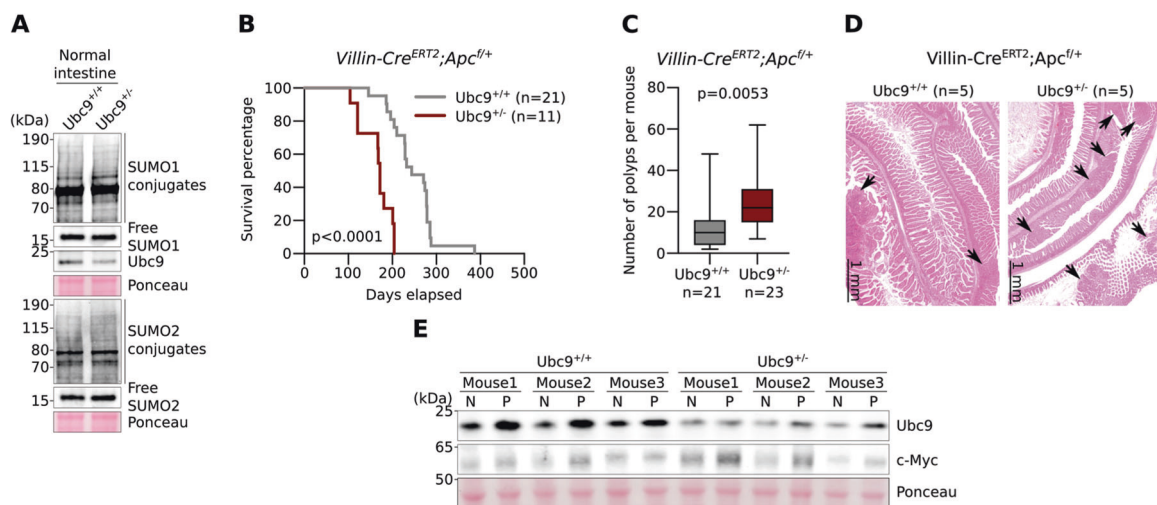 A
Normal
intestine
Ubc9+/+
Ubc9+/-
(kDa)
190
115
80
70
SUMO1
conjugates
15
Free
SUMO1
25
Ubc9
Ponceau
190
115
80
70
SUMO2
conjugates
15
Free
SUMO2
Ponceau
B
Villin-CreERT2;Apcf/+
Survival percentage
100
80
60
40
20
0
Ubc9+/+ (n=21)
Ubc9+/- (n=11)
p<0.0001
0 100 200 300 400 500
Days elapsed
C
Villin-CreERT2;Apcf/+
Number of polyps per mouse
p=0.0053
80
60
40
20
0
Ubc9+/+ Ubc9+/-
n=21 n=23
D
Villin-CreERT2;Apcf/+
Ubc9+/+ (n=5) Ubc9+/- (n=5)
1 mm
1 mm
E
Ubc9+/+ Ubc9+/-
Mouse1 Mouse2 Mouse3 Mouse1 Mouse2 Mouse3
(kDa) N P N P N P N P N P N P
25
Ubc9
65
c-Myc
50
Ponceau